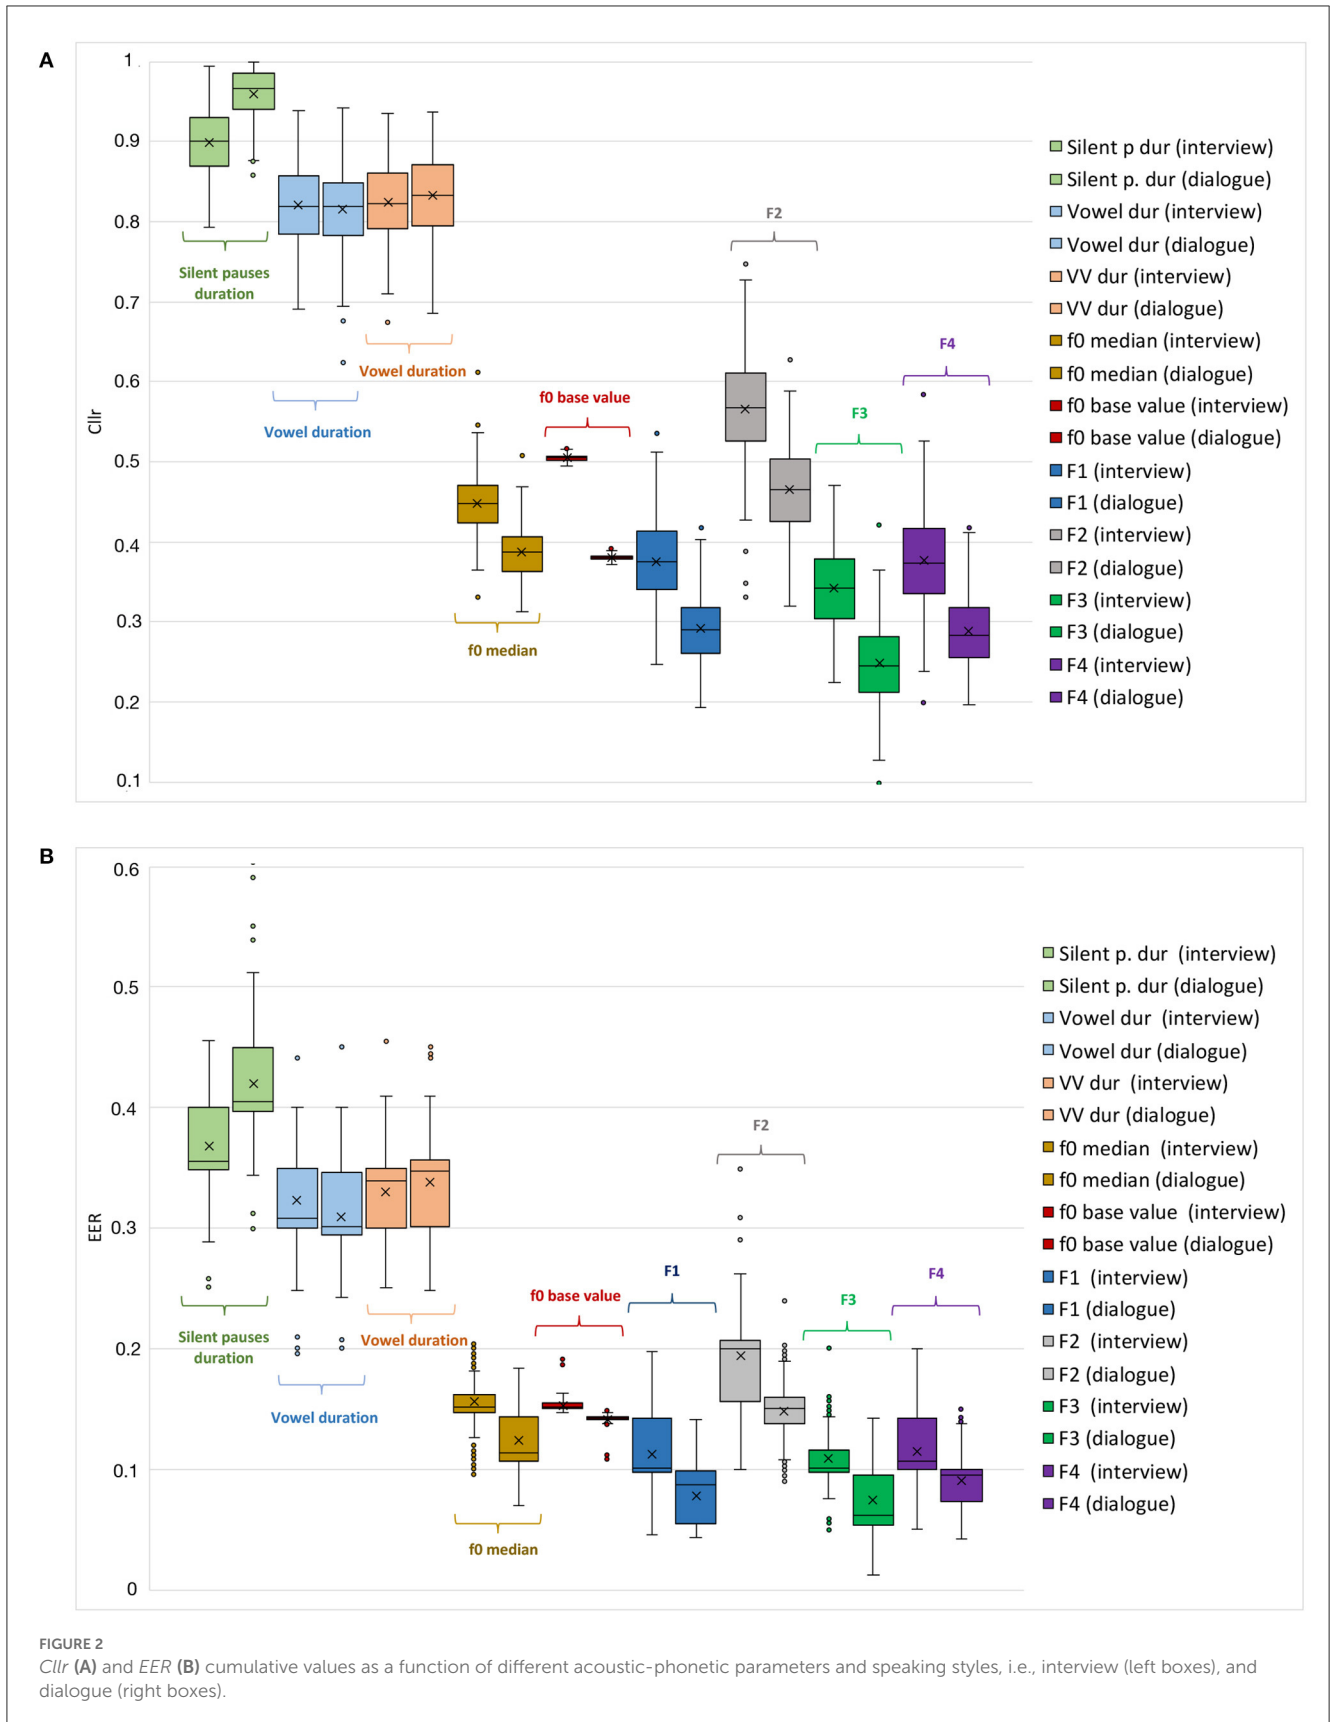 A
1
0.9
0.8
0.7
0.6
0.5
0.4
0.3
0.2
0.1
Cllr
Silent pauses
duration
Vowel duration
Vowel duration
f0 median
f0 base value
F2
F3
F4
Silent p dur (interview)
Silent p. dur (dialogue)
Vowel dur (interview)
Vowel dur (dialogue)
VV dur (interview)
VV dur (dialogue)
f0 median (interview)
f0 median (dialogue)
f0 base value (interview)
f0 base value (dialogue)
F1 (interview)
F1 (dialogue)
F2 (interview)
F2 (dialogue)
F3 (interview)
F3 (dialogue)
F4 (interview)
F4 (dialogue)
B
0.6
0.5
0.4
0.3
0.2
0.1
0
EER
Silent pauses
duration
Vowel duration
Vowel duration
f0 median
f0 base value
F1
F2
F3
F4
Silent p. dur (interview)
Silent p. dur (dialogue)
Vowel dur (interview)
Vowel dur (dialogue)
VV dur (interview)
VV dur (dialogue)
f0 median (interview)
f0 median (dialogue)
f0 base value (interview)
f0 base value (dialogue)
F1 (interview)
F1 (dialogue)
F2 (interview)
F2 (dialogue)
F3 (interview)
F3 (dialogue)
F4 (interview)
F4 (dialogue)
FIGURE 2
Cllr (A) and EER (B) cumulative values as a function of different acoustic-phonetic parameters and speaking styles, i.e., interview (left boxes), and
dialogue (right boxes).